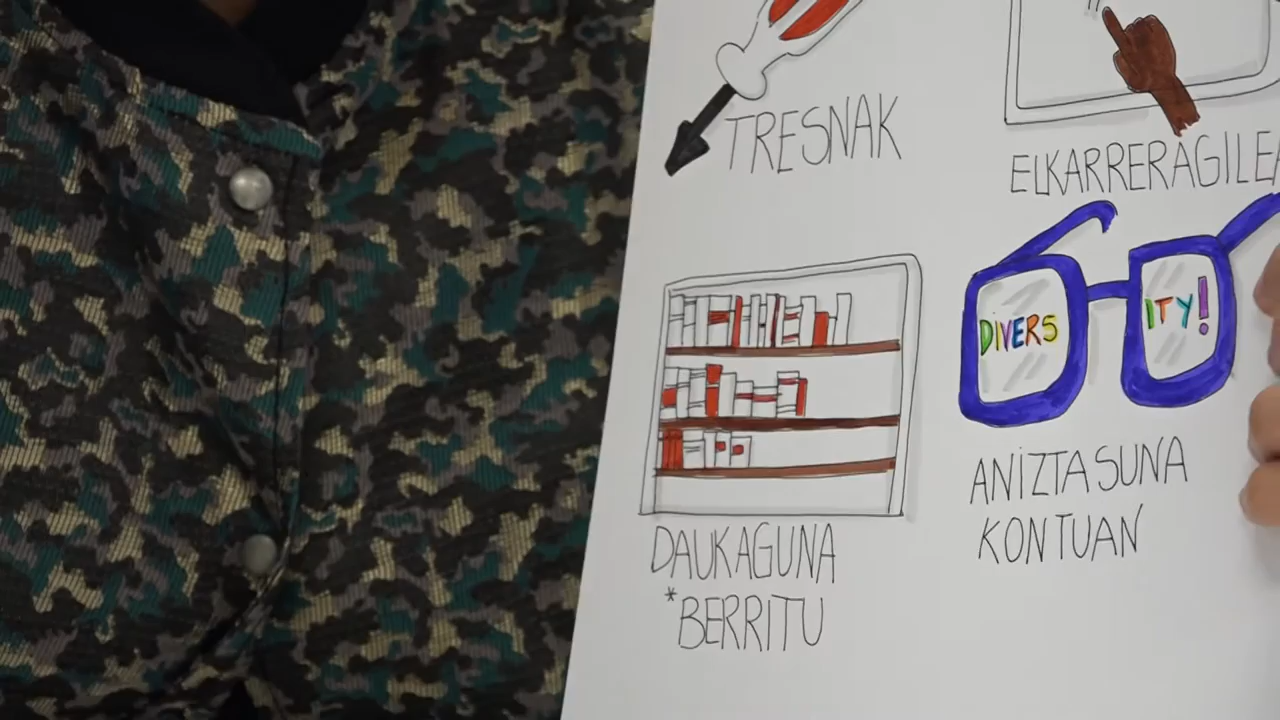 TRESNAK
ELKARRERAGILEA
DIVERS
ITY!
ANIZTASUNA
KONTUAN
DAUKAGUNA
*BERRITU